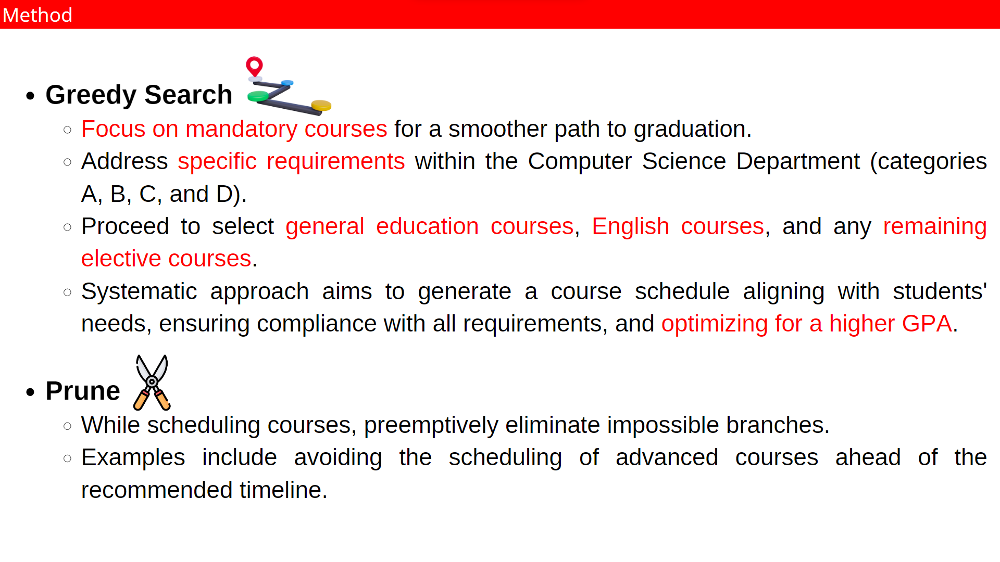 Method
Greedy Search
Focus on mandatory courses for a smoother path to graduation.
Address specific requirements within the Computer Science Department (categories
A, B, C, and D).
Proceed to select general education courses, English courses, and any remaining
elective courses.
Systematic approach aims to generate a course schedule aligning with students'
needs, ensuring compliance with all requirements, and optimizing for a higher GPA.
Prune
While scheduling courses, preemptively eliminate impossible branches.
Examples include avoiding the scheduling of advanced courses ahead of the
recommended timeline.